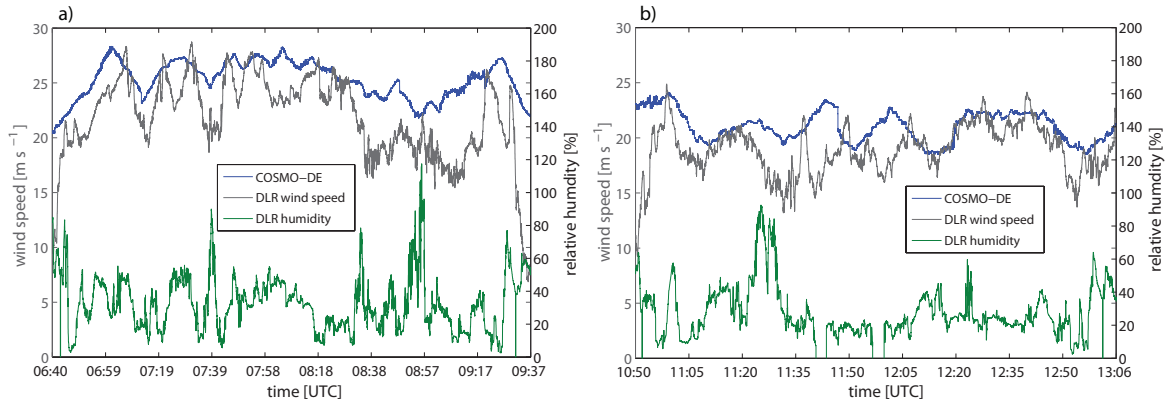 a)
wind speed [m s⁻¹]
30
25
20
15
10
5
0
COSMO−DE
DLR wind speed
DLR humidity
200
180
160
140
120
100
80
60
40
20
0
relative humdity [%]
06:40 06:59 07:19 07:39 07:58 08:18 08:38 08:57 09:17 09:37
time [UTC]
b)
wind speed [m s⁻¹]
30
25
20
15
10
5
0
COSMO−DE
DLR wind speed
DLR humidity
200
180
160
140
120
100
80
60
40
20
0
relative humdity [%]
10:50 11:05 11:20 11:35 11:50 12:05 12:20 12:35 12:50 13:06
time [UTC]